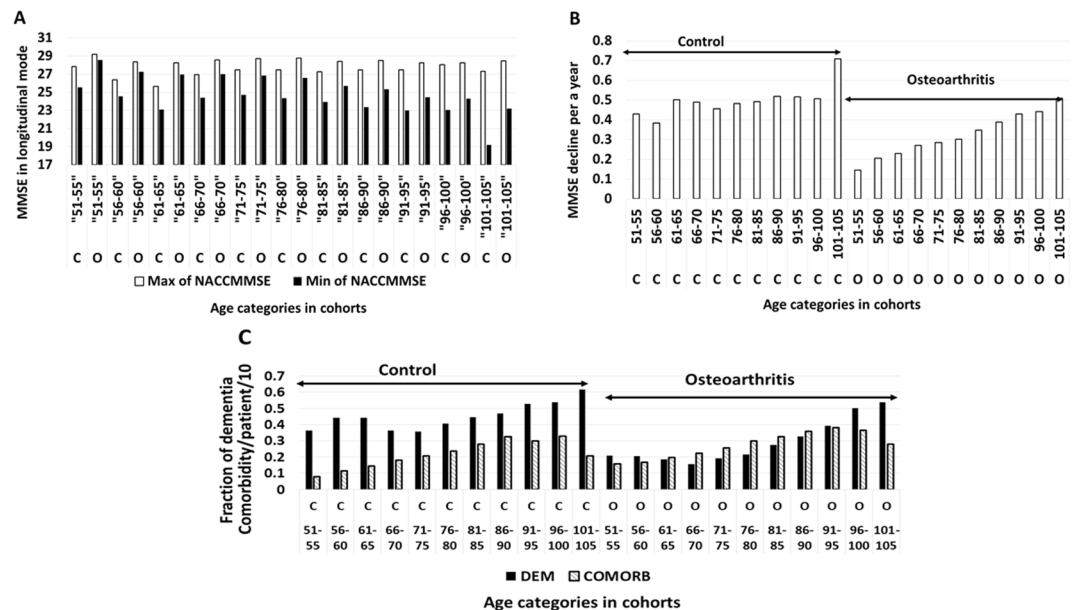 A
MMSE in longitudinal mode
31
29
27
25
23
21
19
17
"51-55" "51-55" "56-60" "56-60" "61-65" "61-65" "66-70" "66-70" "71-75" "71-75" "76-80" "76-80" "81-85" "81-85" "86-90" "86-90" "91-95" "91-95" "96-100" "96-100" "101-105" "101-105"
C O C O C O C O C O C O C O C O C O C O C O
Max of NACCMMSE Min of NACCMMSE
Age categories in cohorts
B
MMSE decline per a year
0.8
0.7
0.6
0.5
0.4
0.3
0.2
0.1
0
Control
Osteoarthritis
51-55 56-60 61-65 66-70 71-75 76-80 81-85 86-90 91-95 96-100 101-105 51-55 56-60 61-65 66-70 71-75 76-80 81-85 86-90 91-95 96-100 101-105
C C C C C C C C C C C O O O O O O O O O O O
Age categories in cohorts
C
Fraction of dementia
Comorbidity/patient/10
0.7
0.6
0.5
0.4
0.3
0.2
0.1
0
Control
Osteoarthritis
C C C C C C C C C C C O O O O O O O O O O O
51- 56- 61- 66- 71- 76- 81- 86- 91- 96- 101- 51- 56- 61- 66- 71- 76- 81- 86- 91- 96- 101-
55 60 65 70 75 80 85 90 95 100 105 55 60 65 70 75 80 85 90 95 100 105
DEM COMORB
Age categories in cohorts